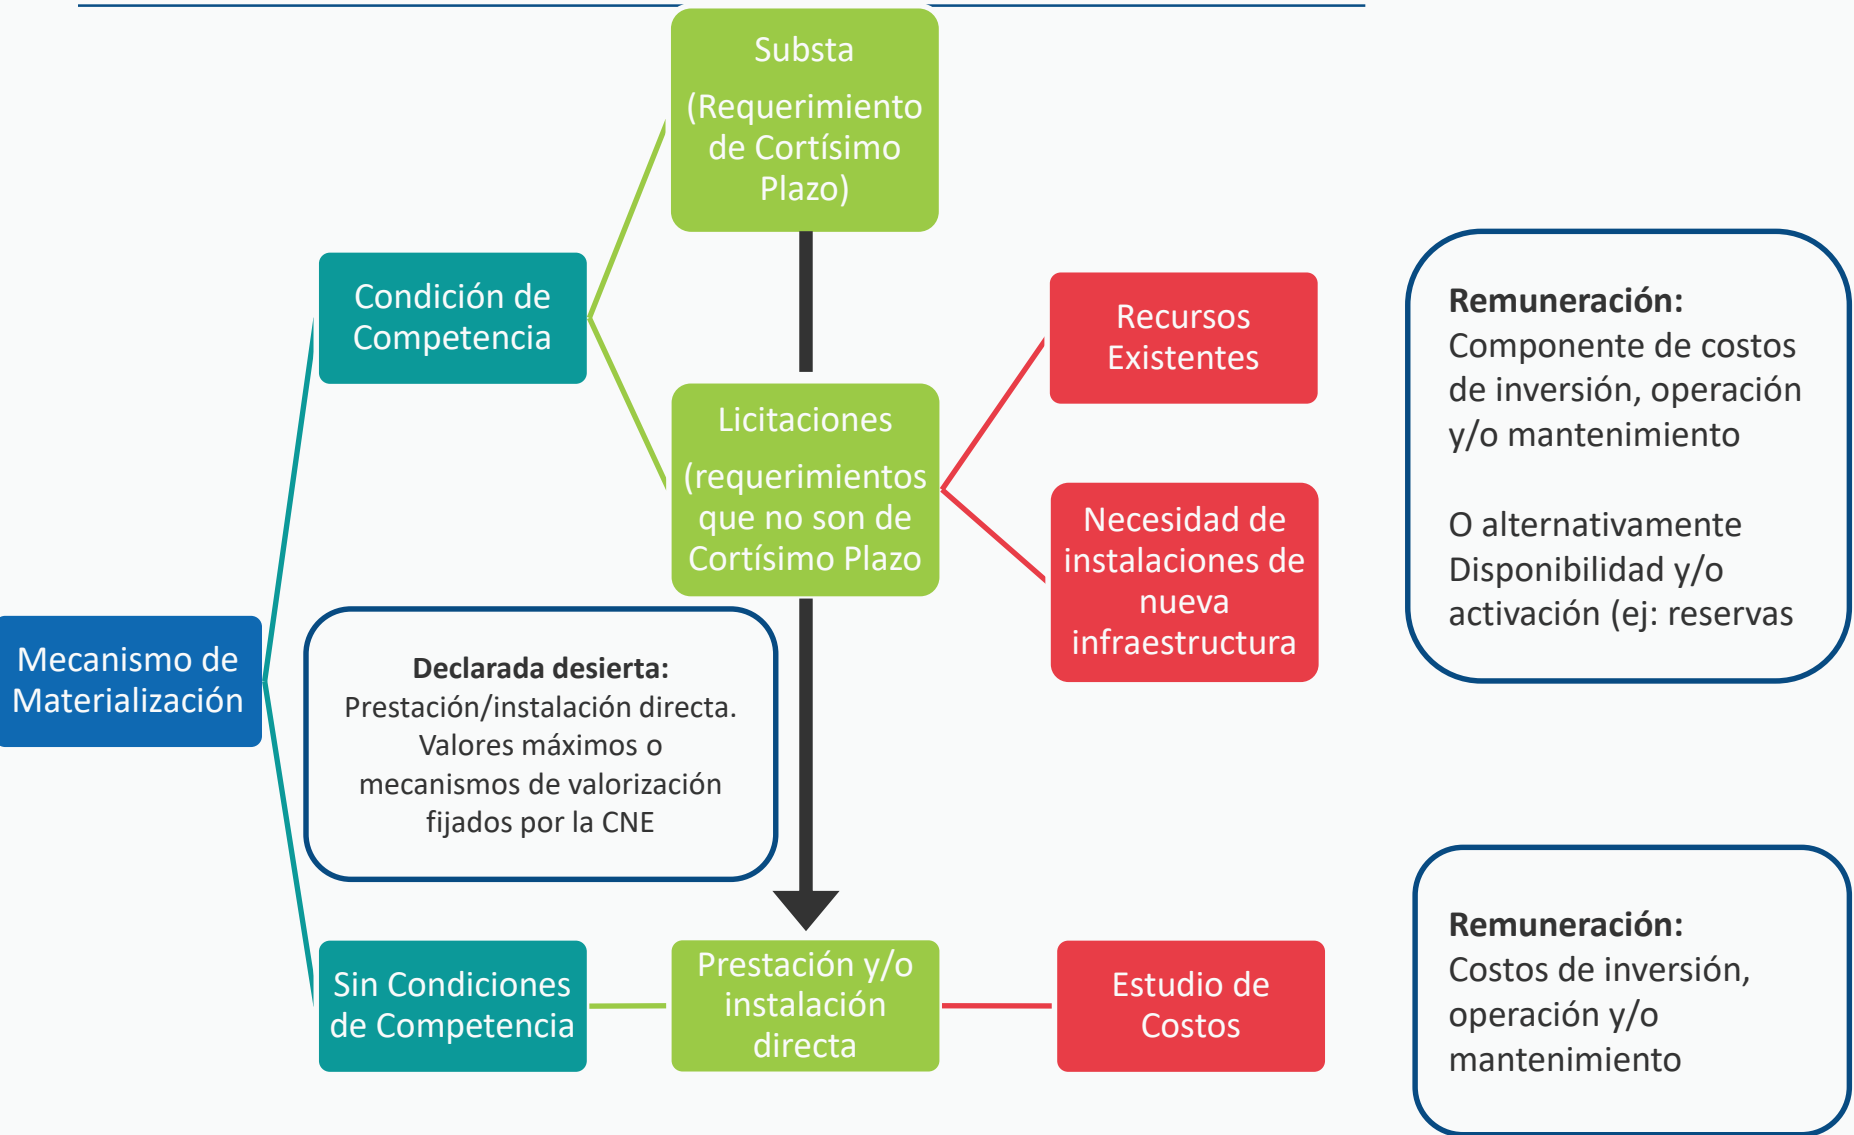 Substa
(Requerimiento
de Cortísimo
Plazo)
Condición de
Competencia
Recursos
Existentes
Licitaciones
(requerimientos
que no son de
Cortísimo Plazo
Necesidad de
instalaciones de
nueva
infraestructura
Remuneración:
Componente de costos
de inversión, operación
y/o mantenimiento
O alternativamente
Disponibilidad y/o
activación (ej: reservas
Mecanismo de
Materialización
Declarada desierta:
Prestación/instalación directa.
Valores máximos o
mecanismos de valorización
fijados por la CNE
Sin Condiciones
de Competencia
Prestación y/o
instalación
directa
Estudio de
Costos
Remuneración:
Costos de inversión,
operación y/o
mantenimiento